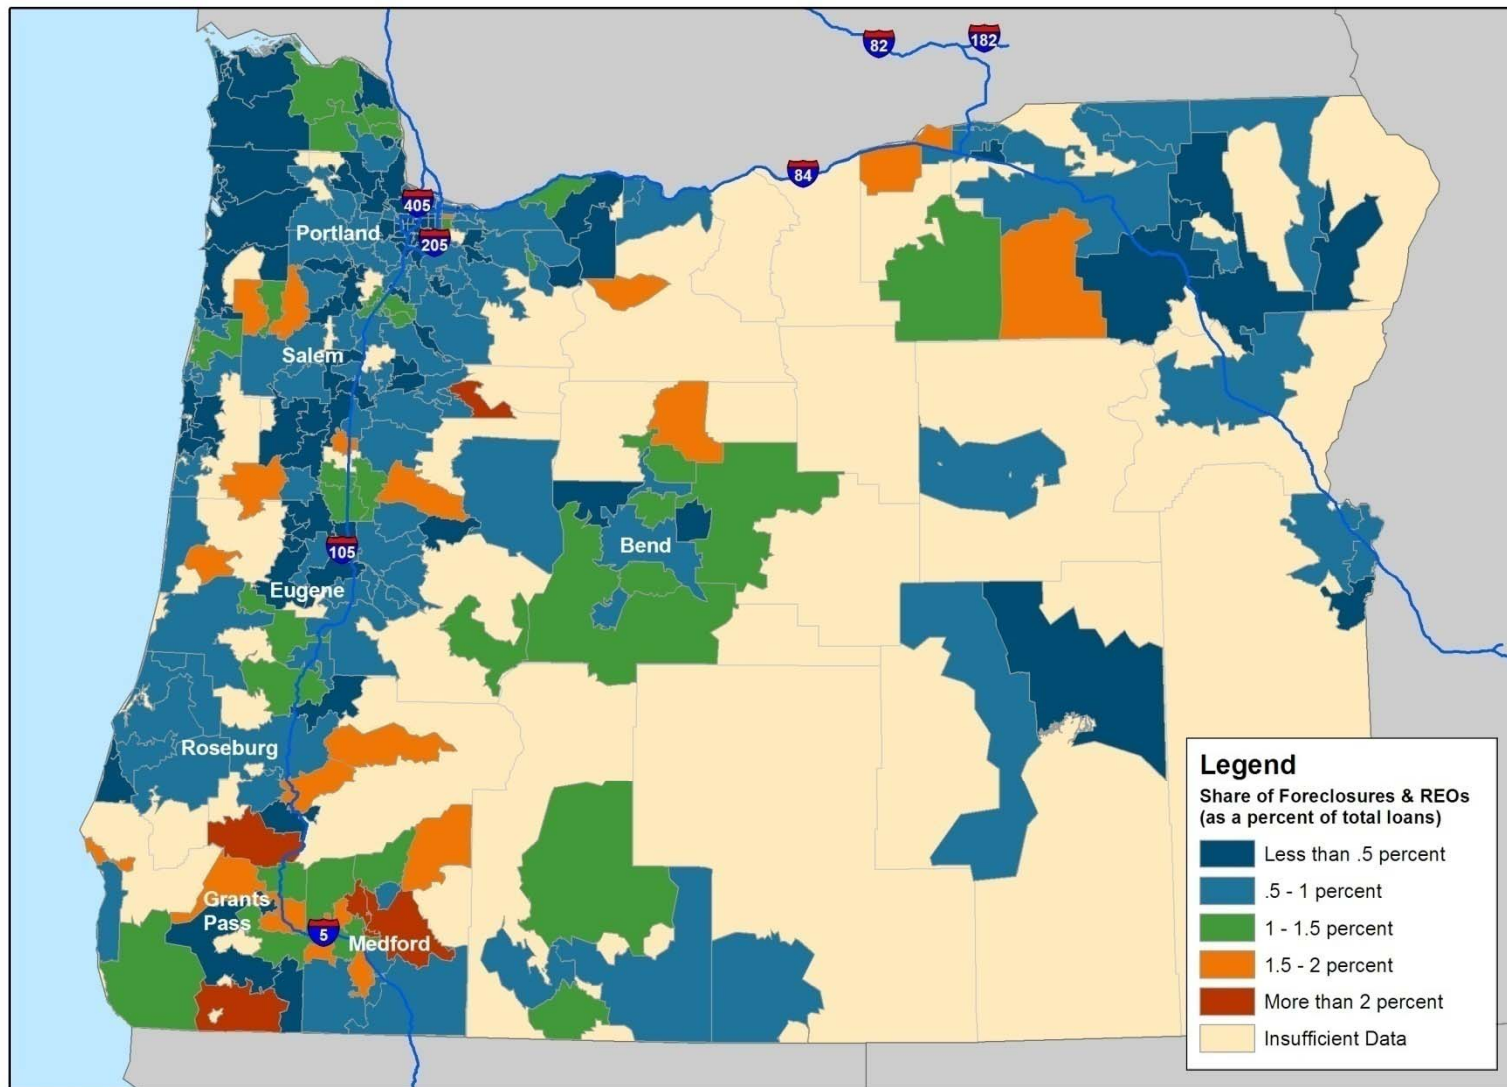 82
182
84
405
Portland
205
Salem
Bend
105
Eugene
Roseburg
Grants
Pass
5
Medford
Legend
Share of Foreclosures & REOs
(as a percent of total loans)
Less than .5 percent
.5 - 1 percent
1 - 1.5 percent
1.5 - 2 percent
More than 2 percent
Insufficient Data